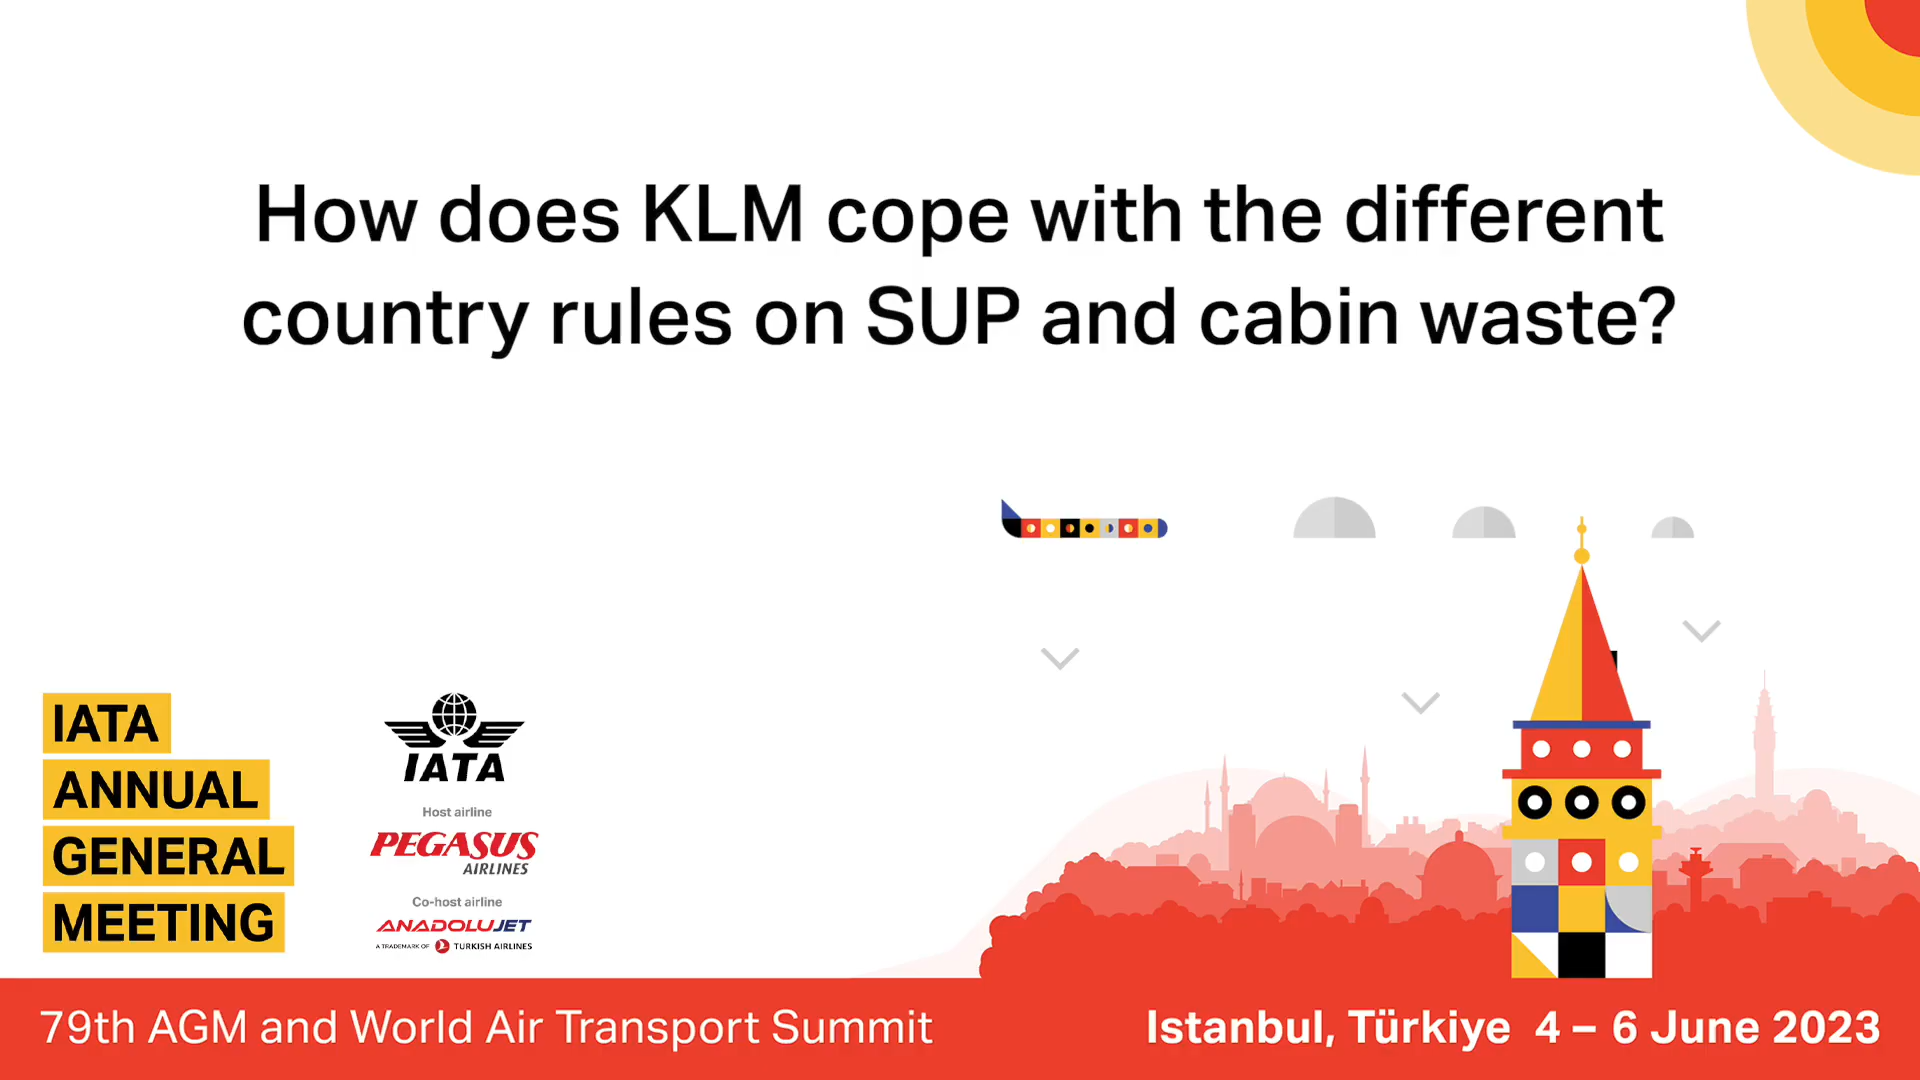 How does KLM cope with the different
country rules on SUP and cabin waste?
IATA
ANNUAL
GENERAL
MEETING
IATA
Host airline
PEGASUS
AIRLINES
Co-host airline
ANADOLUJET
A TRADEMARK OF TURKISH AIRLINES
79th AGM and World Air Transport Summit
Istanbul, Türkiye 4 – 6 June 2023